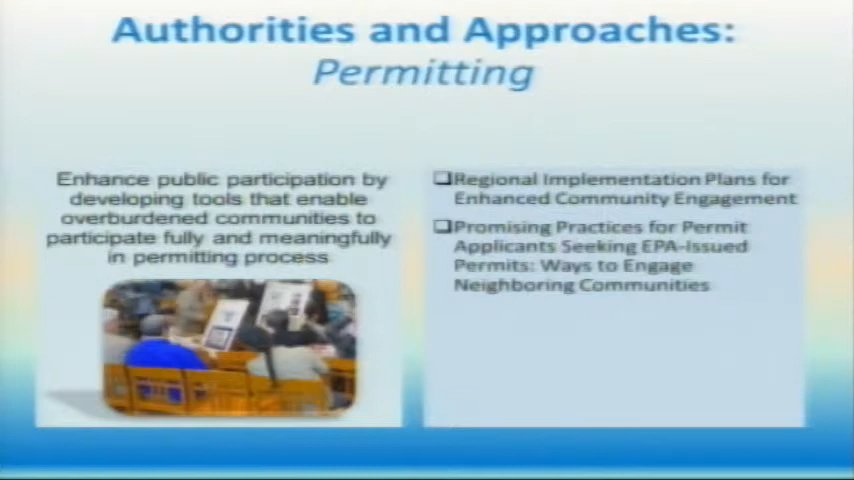 Authorities and Approaches:
Permitting
Enhance public participation by
developing tools that enable
overburdened communities to
participate fully and meaningfully
in permitting process
❑Regional Implementation Plans for
Enhanced Community Engagement
❑Promising Practices for Permit
Applicants Seeking EPA-Issued
Permits: Ways to Engage
Neighboring Communities